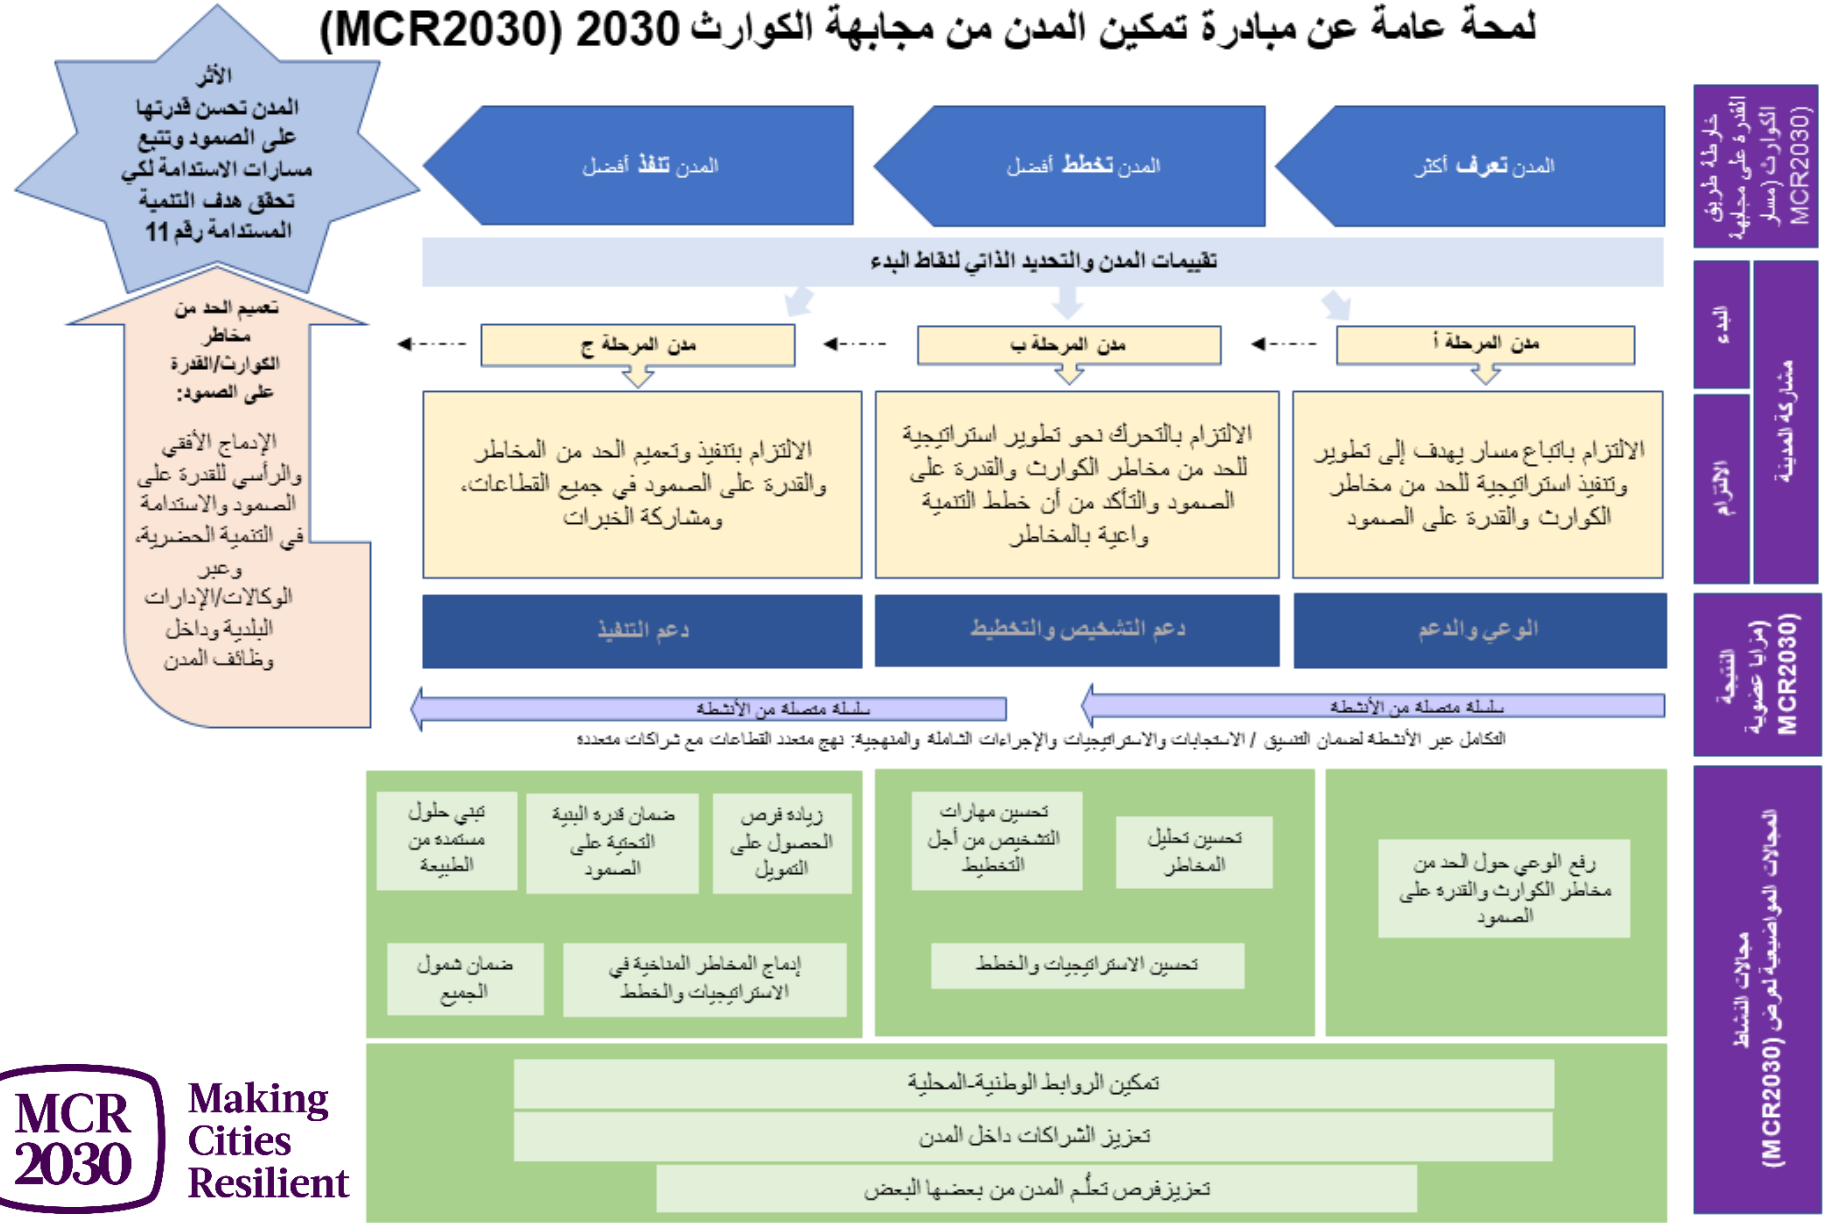 لمحة عامة عن مبادرة تمكين المدن من مجابهة الكوارث 2030 (MCR2030)
خارطة طريق
القدرة على مجابهة
الكوارث (مسار
MCR2030)
المدن تعرف أكثر
المدن تخطط أفضل
المدن تنفذ أفضل
الأثر
المدن تحسن قدرتها
على الصمود وتتبع
مسارات الاستدامة لكي
تحقق هدف التنمية
المستدامة رقم 11
مشاركة المدينة
البدء
تقييمات المدن والتحديد الذاتي لنقاط البدء
مدن المرحلة أ
مدن المرحلة ب
مدن المرحلة ج
الالتزام
الالتزام باتباع مسار يهدف إلى تطوير
وتنفيذ استراتيجية للحد من مخاطر
الكوارث والقدرة على الصمود
الالتزام بالتحرك نحو تطوير استراتيجية
للحد من مخاطر الكوارث والقدرة على
الصمود والتأكد من أن خطط التنمية
واعية بالمخاطر
الالتزام بتنفيذ وتعميم الحد من المخاطر
والقدرة على الصمود في جميع القطاعات،
ومشاركة الخبرات
تعميم الحد من
مخاطر
الكوارث/القدرة
على الصمود:
الإدماج الأفقي
والرأسي للقدرة على
الصمود والاستدامة
في التنمية الحضرية،
وعبر
الوكالات/الإدارات
البلدية وداخل
وظائف المدن
النتيجة
(مزايا عضوية
MCR2030)
الوعي والدعم
دعم التشخيص والتخطيط
دعم التنفيذ
سلسلة متصلة من الأنشطة
سلسلة متصلة من الأنشطة
التكامل عبر الأنشطة لضمان التنسيق / الاستجابات والاستراتيجيات والإجراءات الشاملة والمنهجية: نهج متعدد القطاعات مع شراكات متعددة
مجالات النشاط
المجالات المواضيعية لعرض (MCR2030)
رفع الوعي حول الحد من
مخاطر الكوارث والقدرة على
الصمود
تحسين تحليل
المخاطر
تحسين مهارات
التشخيص من أجل
التخطيط
تحسين الاستراتيجيات والخطط
زيادة فرص
الحصول على
التمويل
ضمان قدرة البنية
التحتية على
الصمود
تبني حلول
مستمدة من
الطبيعة
إدماج المخاطر المناخية في
الاستراتيجيات والخطط
ضمان شمول
الجميع
تمكين الروابط الوطنية-المحلية
تعزيز الشراكات داخل المدن
تعزيزفرص تعلُّم المدن من بعضها البعض
MCR
2030
Making
Cities
Resilient